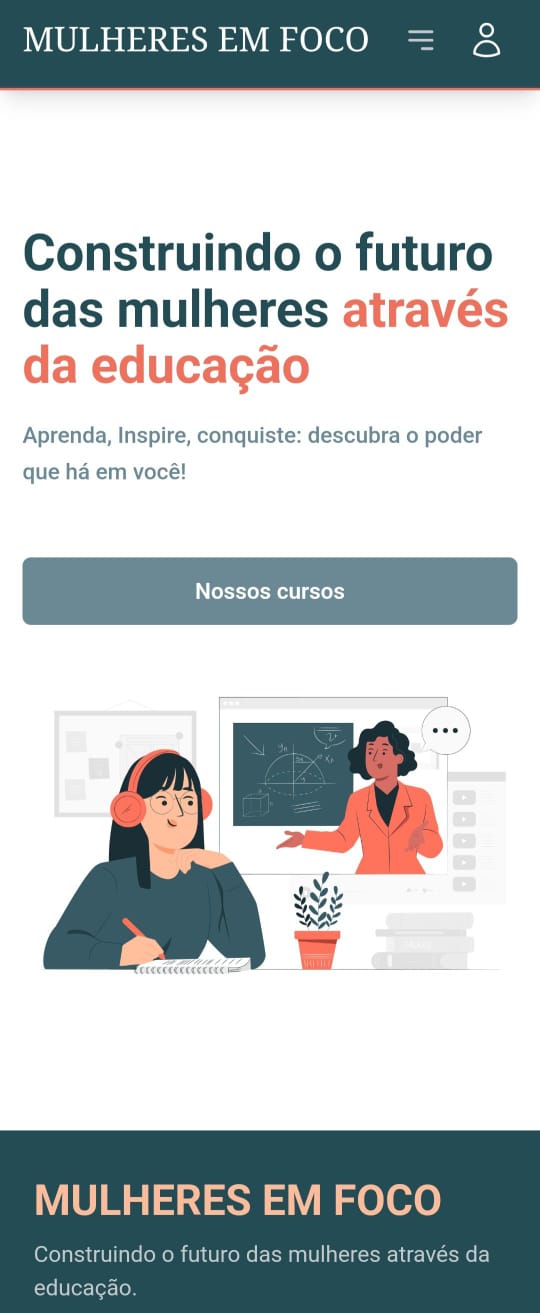 MULHERES EM FOCO
Construindo o futuro
das mulheres através
da educação
Aprenda, Inspire, conquiste: descubra o poder
que há em você!
Nossos cursos
MULHERES EM FOCO
Construindo o futuro das mulheres através da
educação.